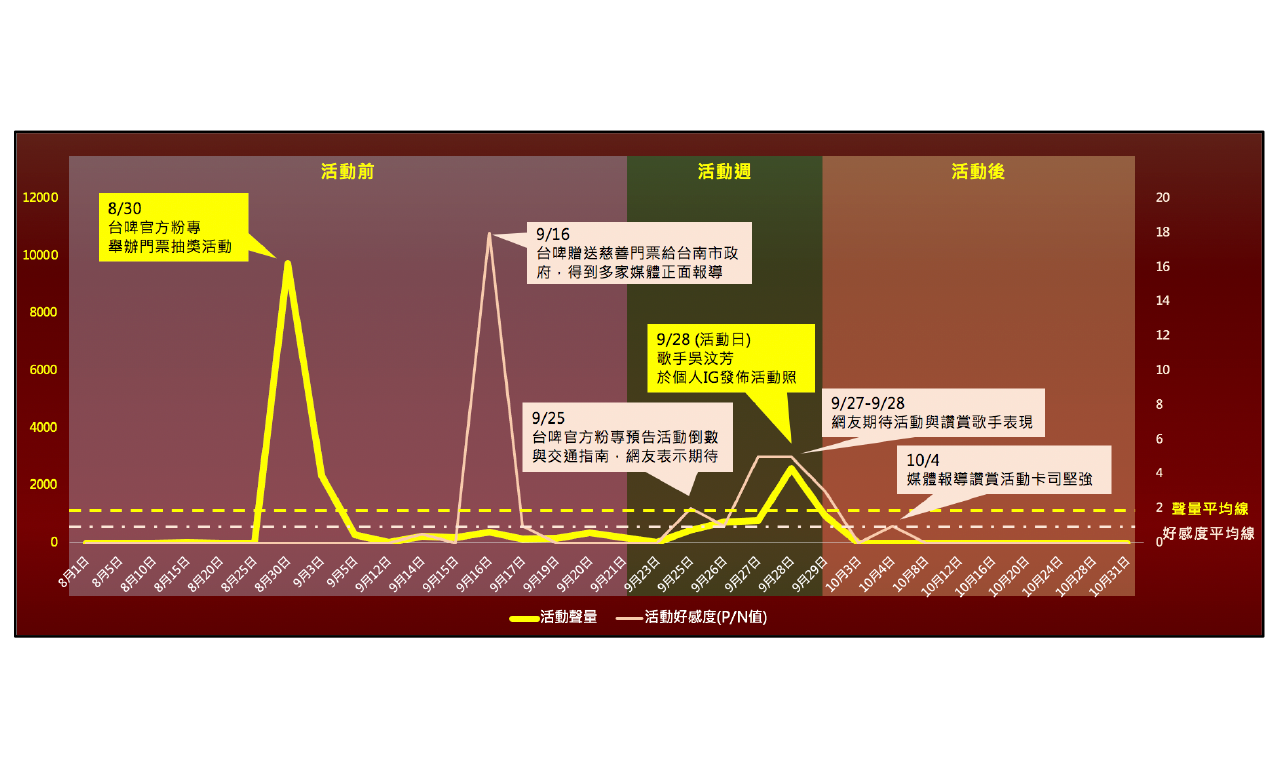 活動前
活動週
活動後
12000
10000
8000
6000
4000
2000
0
20
18
16
14
12
10
8
6
4
2
0
8/30
台啤官方粉專
舉辦門票抽獎活動
9/16
台啤贈送慈善門票給台南市政
府，得到多家媒體正面報導
9/28 (活動日)
歌手吳汶芳
於個人IG發佈活動照
9/25
台啤官方粉專預告活動倒數
與交通指南，網友表示期待
9/27-9/28
網友期待活動與讚賞歌手表現
10/4
媒體報導讚賞活動卡司堅強
聲量平均線
好感度平均線
8月1日
8月5日
8月10日
8月15日
8月20日
8月25日
8月30日
9月3日
9月5日
9月12日
9月14日
9月15日
9月16日
9月17日
9月19日
9月20日
9月21日
9月23日
9月25日
9月26日
9月27日
9月28日
9月29日
10月3日
10月4日
10月8日
10月12日
10月16日
10月20日
10月24日
10月28日
10月31日
活動聲量
活動好感度(P/N值)